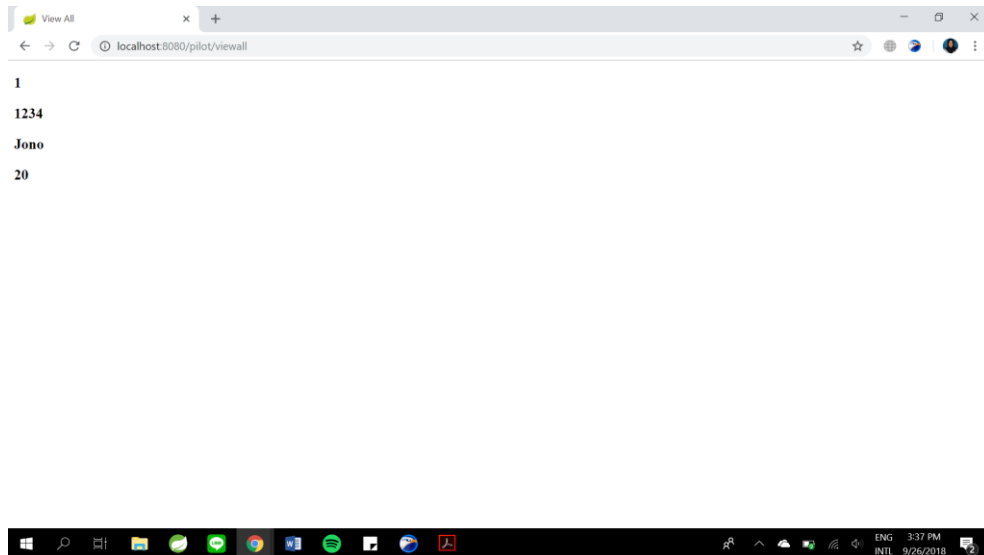 View All
localhost:8080/pilot/viewall
1
1234
Jono
20
ENG 3:37 PM
INTL 9/26/2018